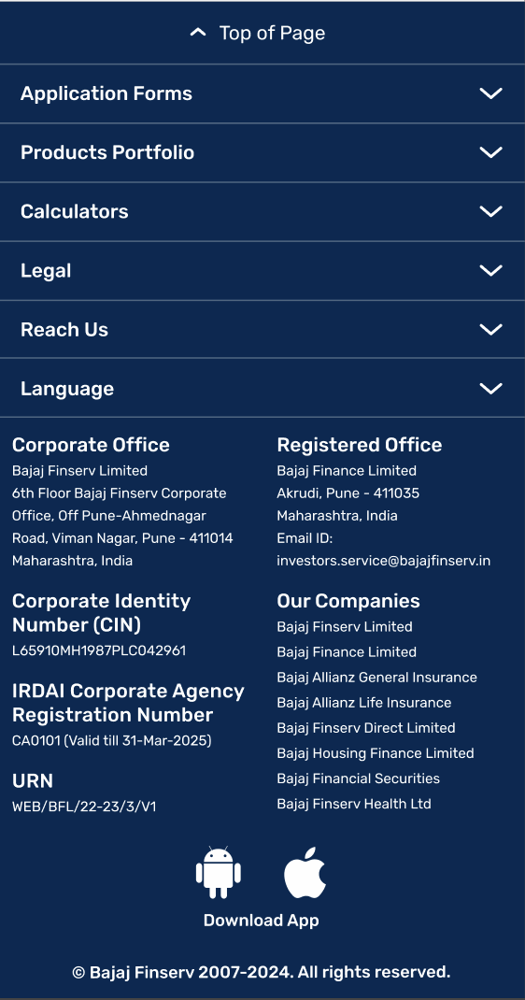 Top of Page
Application Forms
Products Portfolio
Calculators
Legal
Reach Us
Language
Corporate Office
Bajaj Finserv Limited
6th Floor Bajaj Finserv Corporate
Office, Off Pune-Ahmednagar
Road, Viman Nagar, Pune - 411014
Maharashtra, India
Corporate Identity
Number (CIN)
L65910MH1987PLC042961
IRDAI Corporate Agency
Registration Number
CA0101 (Valid till 31-Mar-2025)
URN
WEB/BFL/22-23/3/V1
Registered Office
Bajaj Finance Limited
Akrudi, Pune - 411035
Maharashtra, India
Email ID:
investors.service@bajajfinserv.in
Our Companies
Bajaj Finserv Limited
Bajaj Finance Limited
Bajaj Allianz General Insurance
Bajaj Allianz Life Insurance
Bajaj Finserv Direct Limited
Bajaj Housing Finance Limited
Bajaj Financial Securities
Bajaj Finserv Health Ltd
Download App
© Bajaj Finserv 2007-2024. All rights reserved.